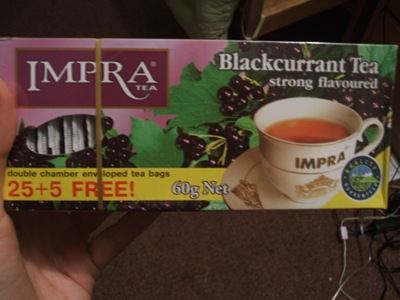 IMPRA®
TEA
Blackcurrant Tea
strong flavoured
IMPRA®
double chamber enveloped tea bags
25+5 FREE!
60g Net